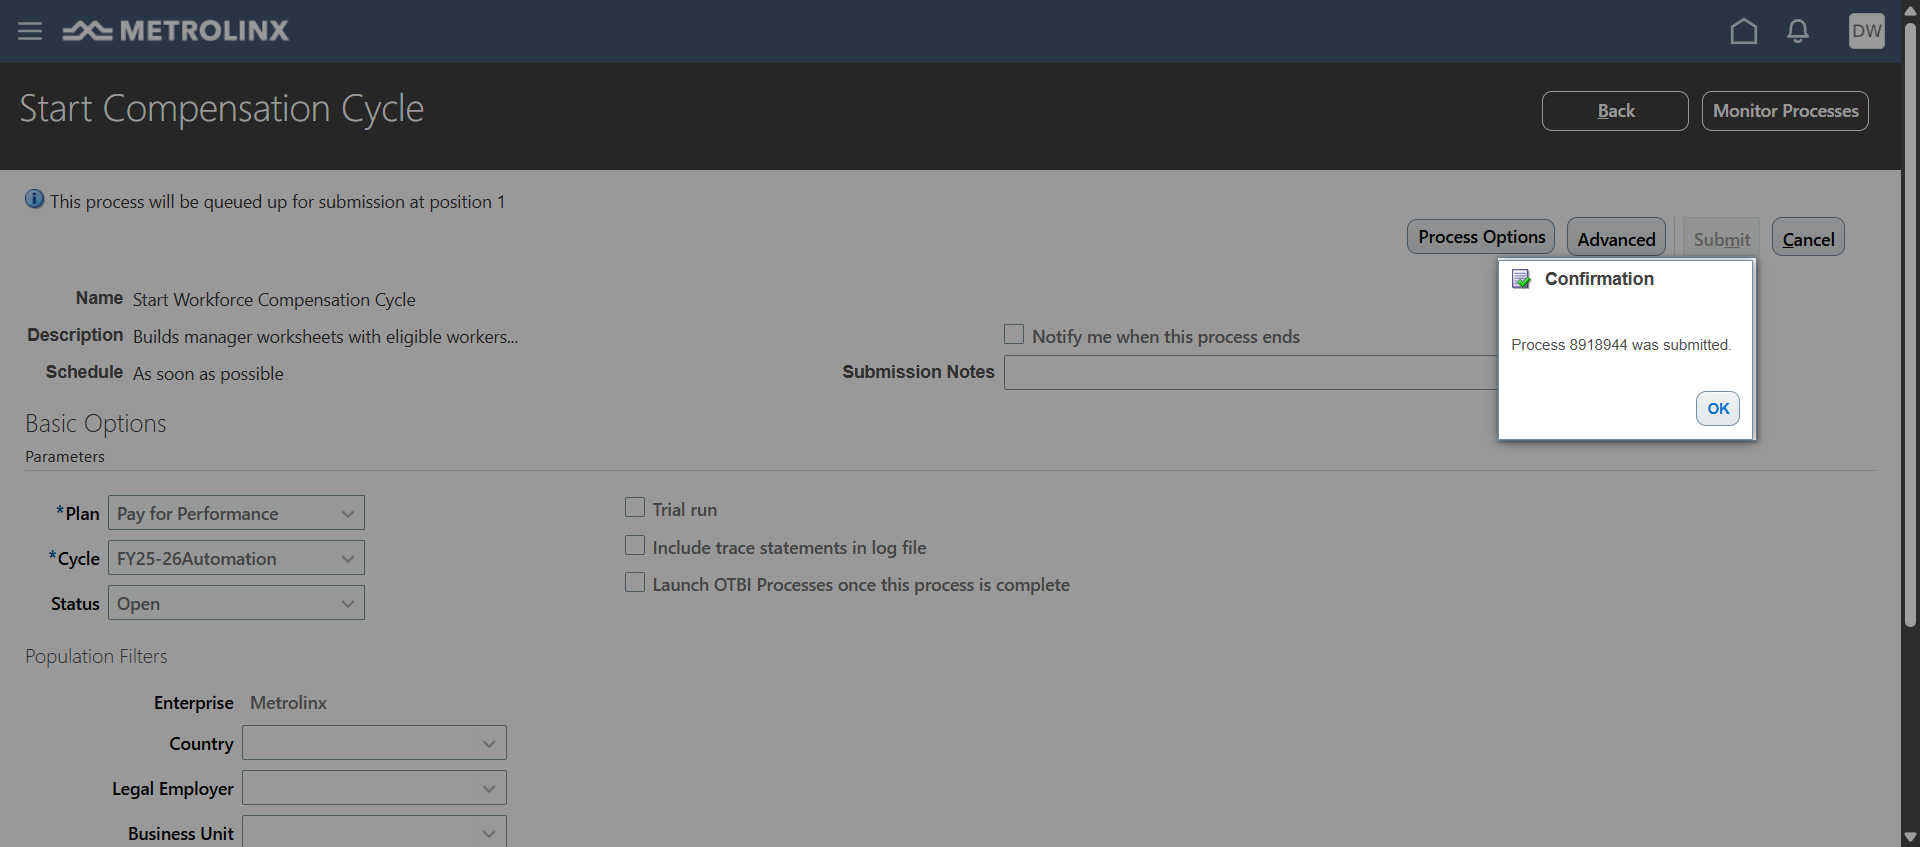 METROLINX
DW
Start Compensation Cycle
Back
Monitor Processes
This process will be queued up for submission at position 1
Process Options
Advanced
Submit
Cancel
Confirmation
Process 8918944 was submitted.
OK
Name Start Workforce Compensation Cycle
Description Builds manager worksheets with eligible workers...
Notify me when this process ends
Schedule As soon as possible
Submission Notes
Basic Options
Parameters
*Plan Pay for Performance
Trial run
*Cycle FY25-26Automation
Include trace statements in log file
Status Open
Launch OTBI Processes once this process is complete
Population Filters
Enterprise Metrolinx
Country
Legal Employer
Business Unit